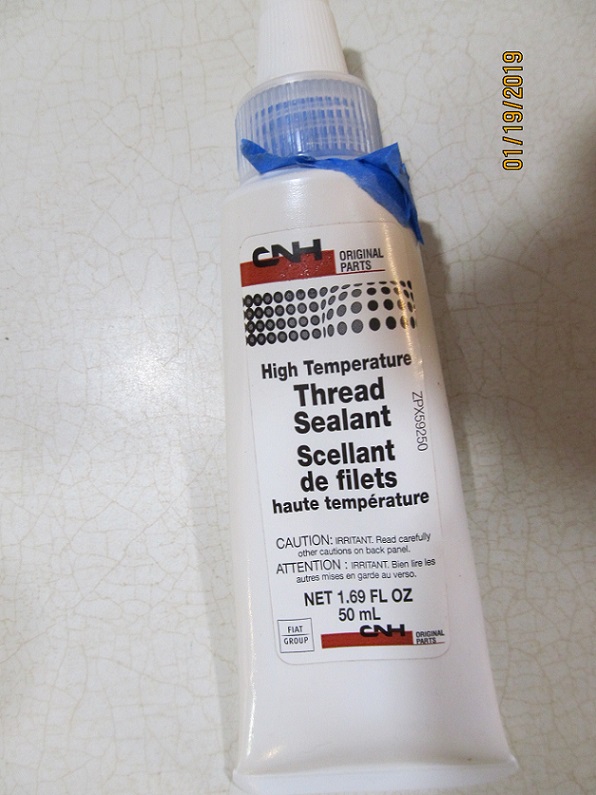 01/19/2019
CNH ORIGINAL
PARTS
High Temperature
Thread
Sealant
ZPX59250
Scellant
de filets
haute température
CAUTION: IRRITANT. Read carefully
other cautions on back panel.
ATTENTION : IRRITANT. Bien lire les
autres mises en garde au verso.
NET 1.69 FL OZ
50 mL
FIAT
GROUP
CNH ORIGINAL
PARTS